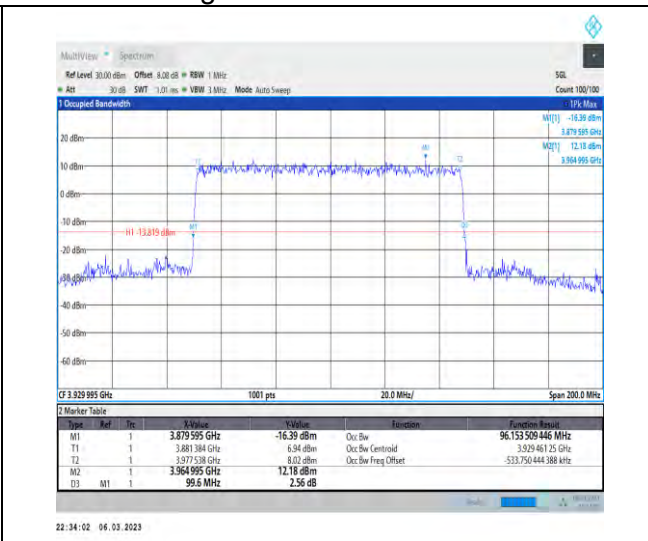 MultiView Spectrum
Ref Level 30.00 dBm Offset 8.08 dB RBW 1 MHz SGL
Att 30 dB SWT 1.01 ms VBW 3 MHz Mode Auto Sweep Count 100/100
1 Occupied Bandwidth 1Pk Max
M1[1] -16.39 dBm
3.879 595 GHz
M2[1] 12.18 dBm
3.964 995 GHz
20 dBm
10 dBm
0 dBm
-10 dBm
H1 -13.819 dBm M1
-20 dBm
-40 dBm
-50 dBm
-60 dBm
CF 3.929 995 GHz 1001 pts 20.0 MHz/ Span 200.0 MHz
2 Marker Table
Type Ref Trc X-Value Y-Value Function Function Result
M1 1 3.879 595 GHz -16.39 dBm Occ Bw 96.153 509 446 MHz
T1 1 3.881 384 GHz 6.94 dBm Occ Bw Centroid 3.929 461 25 GHz
T2 1 3.977 538 GHz 8.02 dBm Occ Bw Freq Offset -533.750 444 388 kHz
M2 1 3.964 995 GHz 12.18 dBm
D3 M1 1 99.6 MHz 2.56 dB
22:34:02 06.03.2023